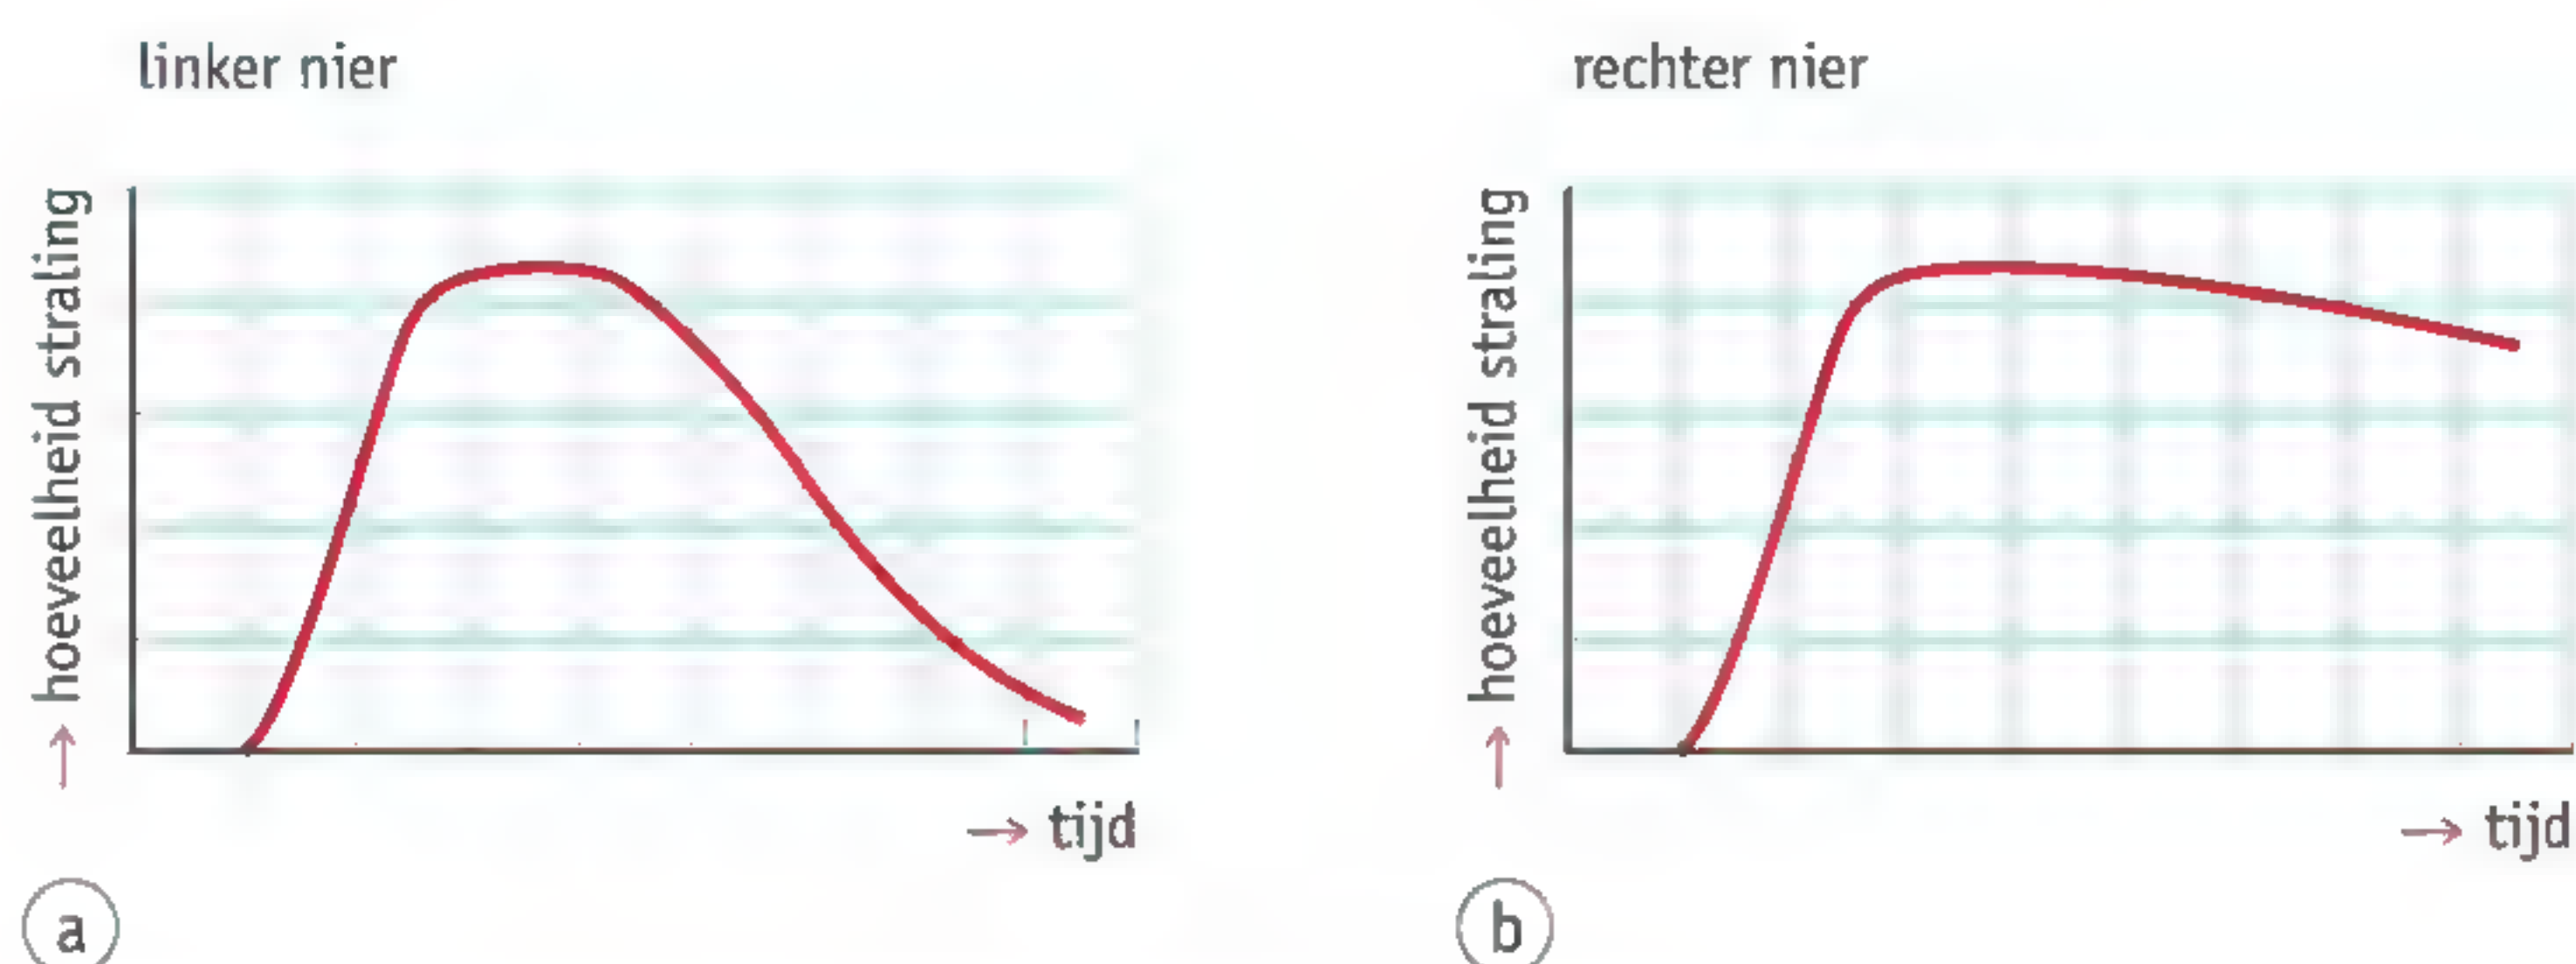 linker nier
→ hoeveelheid straling
→ tijd
a
rechter nier
→ hoeveelheid straling
→ tijd
b